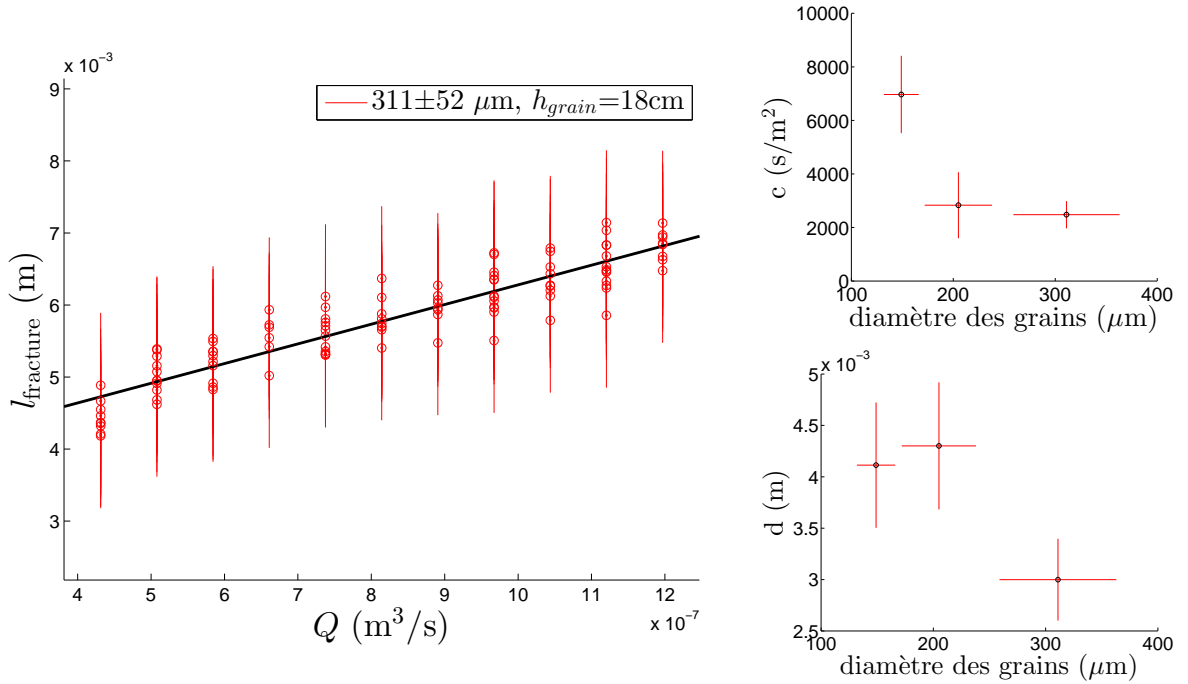 x 10⁻³
9
8
7
6
5
4
3
l_fracture (m)
311±52 μm, h_grain=18cm
4 5 6 7 8 9 10 11 12
x 10⁻⁷
Q (m³/s)
10000
8000
6000
4000
2000
0
c (s/m²)
100 200 300 400
diamètre des grains (μm)
x 10⁻³
5
4.5
4
3.5
3
2.5
d (m)
100 200 300 400
diamètre des grains (μm)